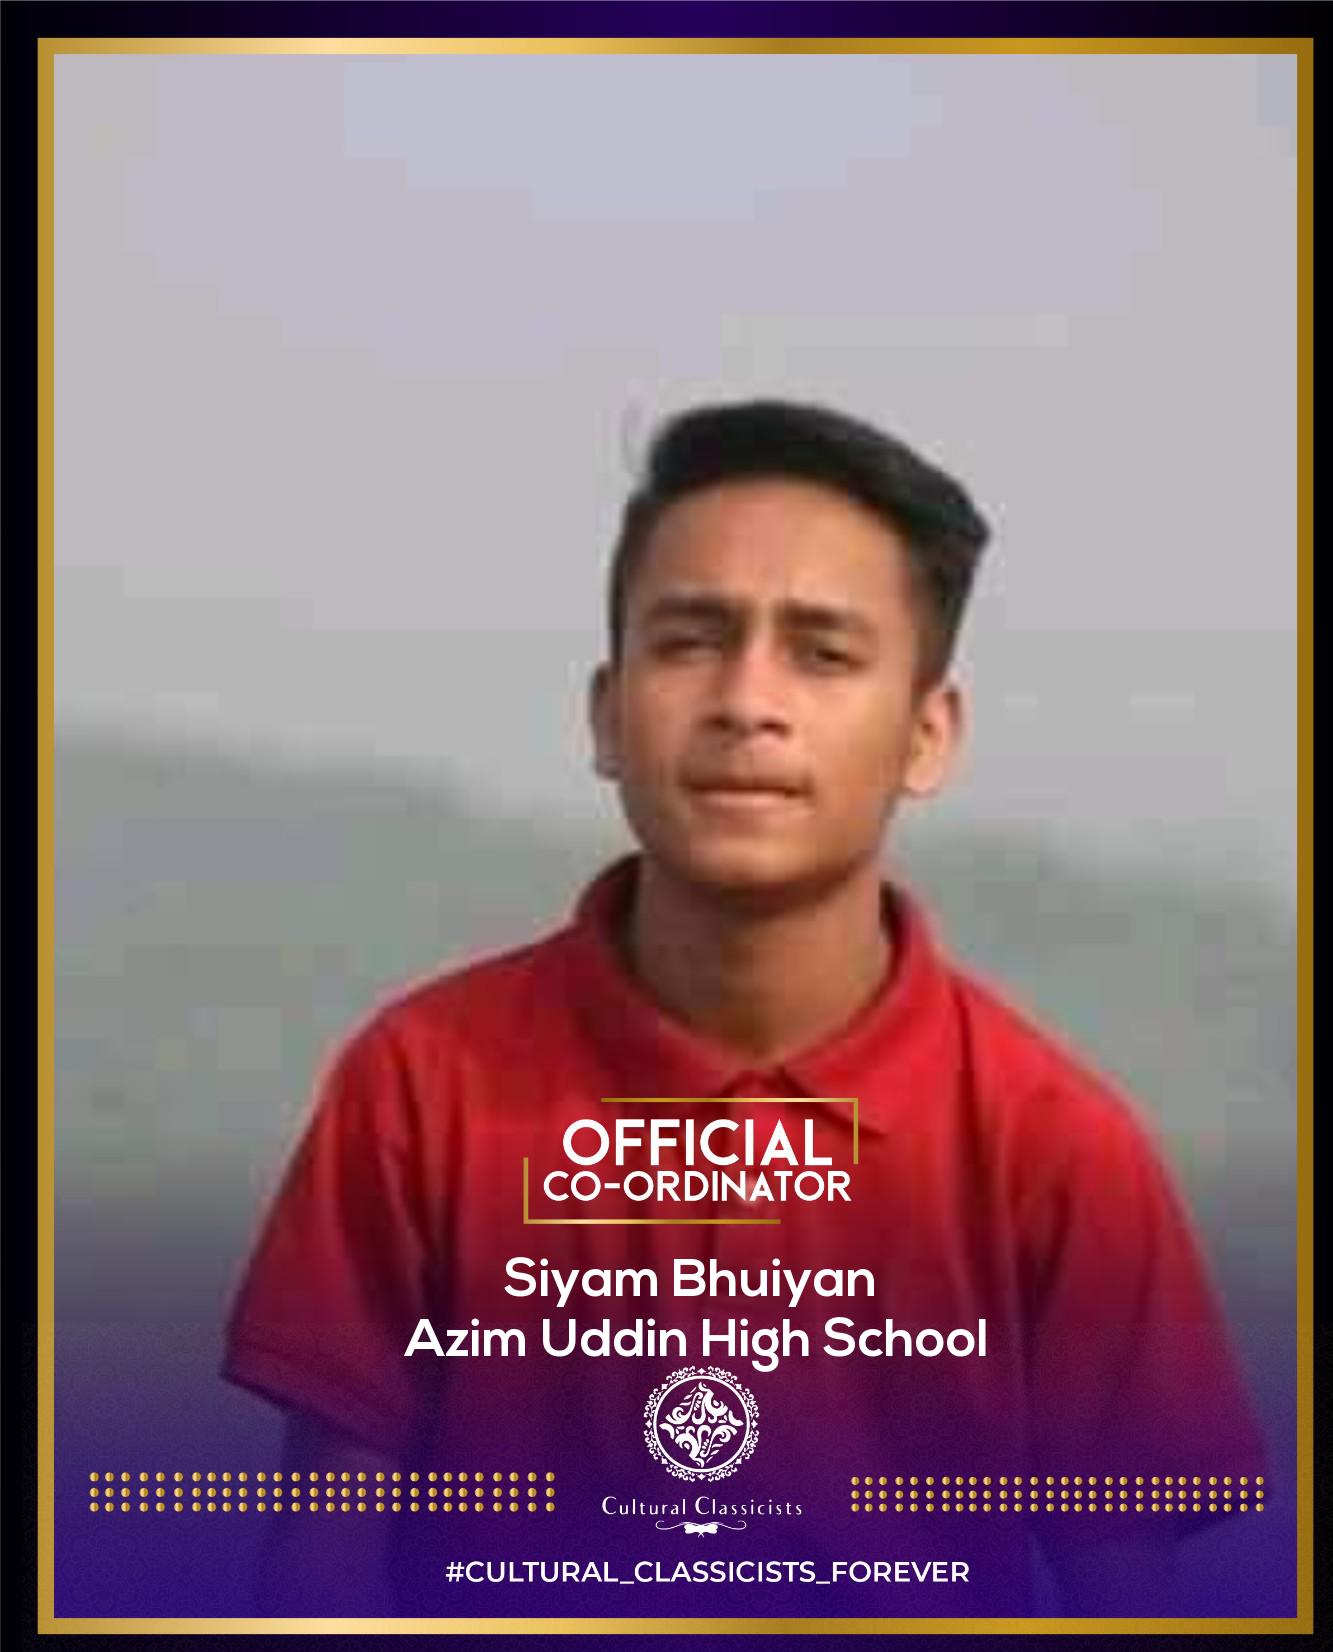 OFFICIAL
CO-ORDINATOR
Siyam Bhuiyan
Azim Uddin High School
Cultural Classicists
#CULTURAL_CLASSICISTS_FOREVER